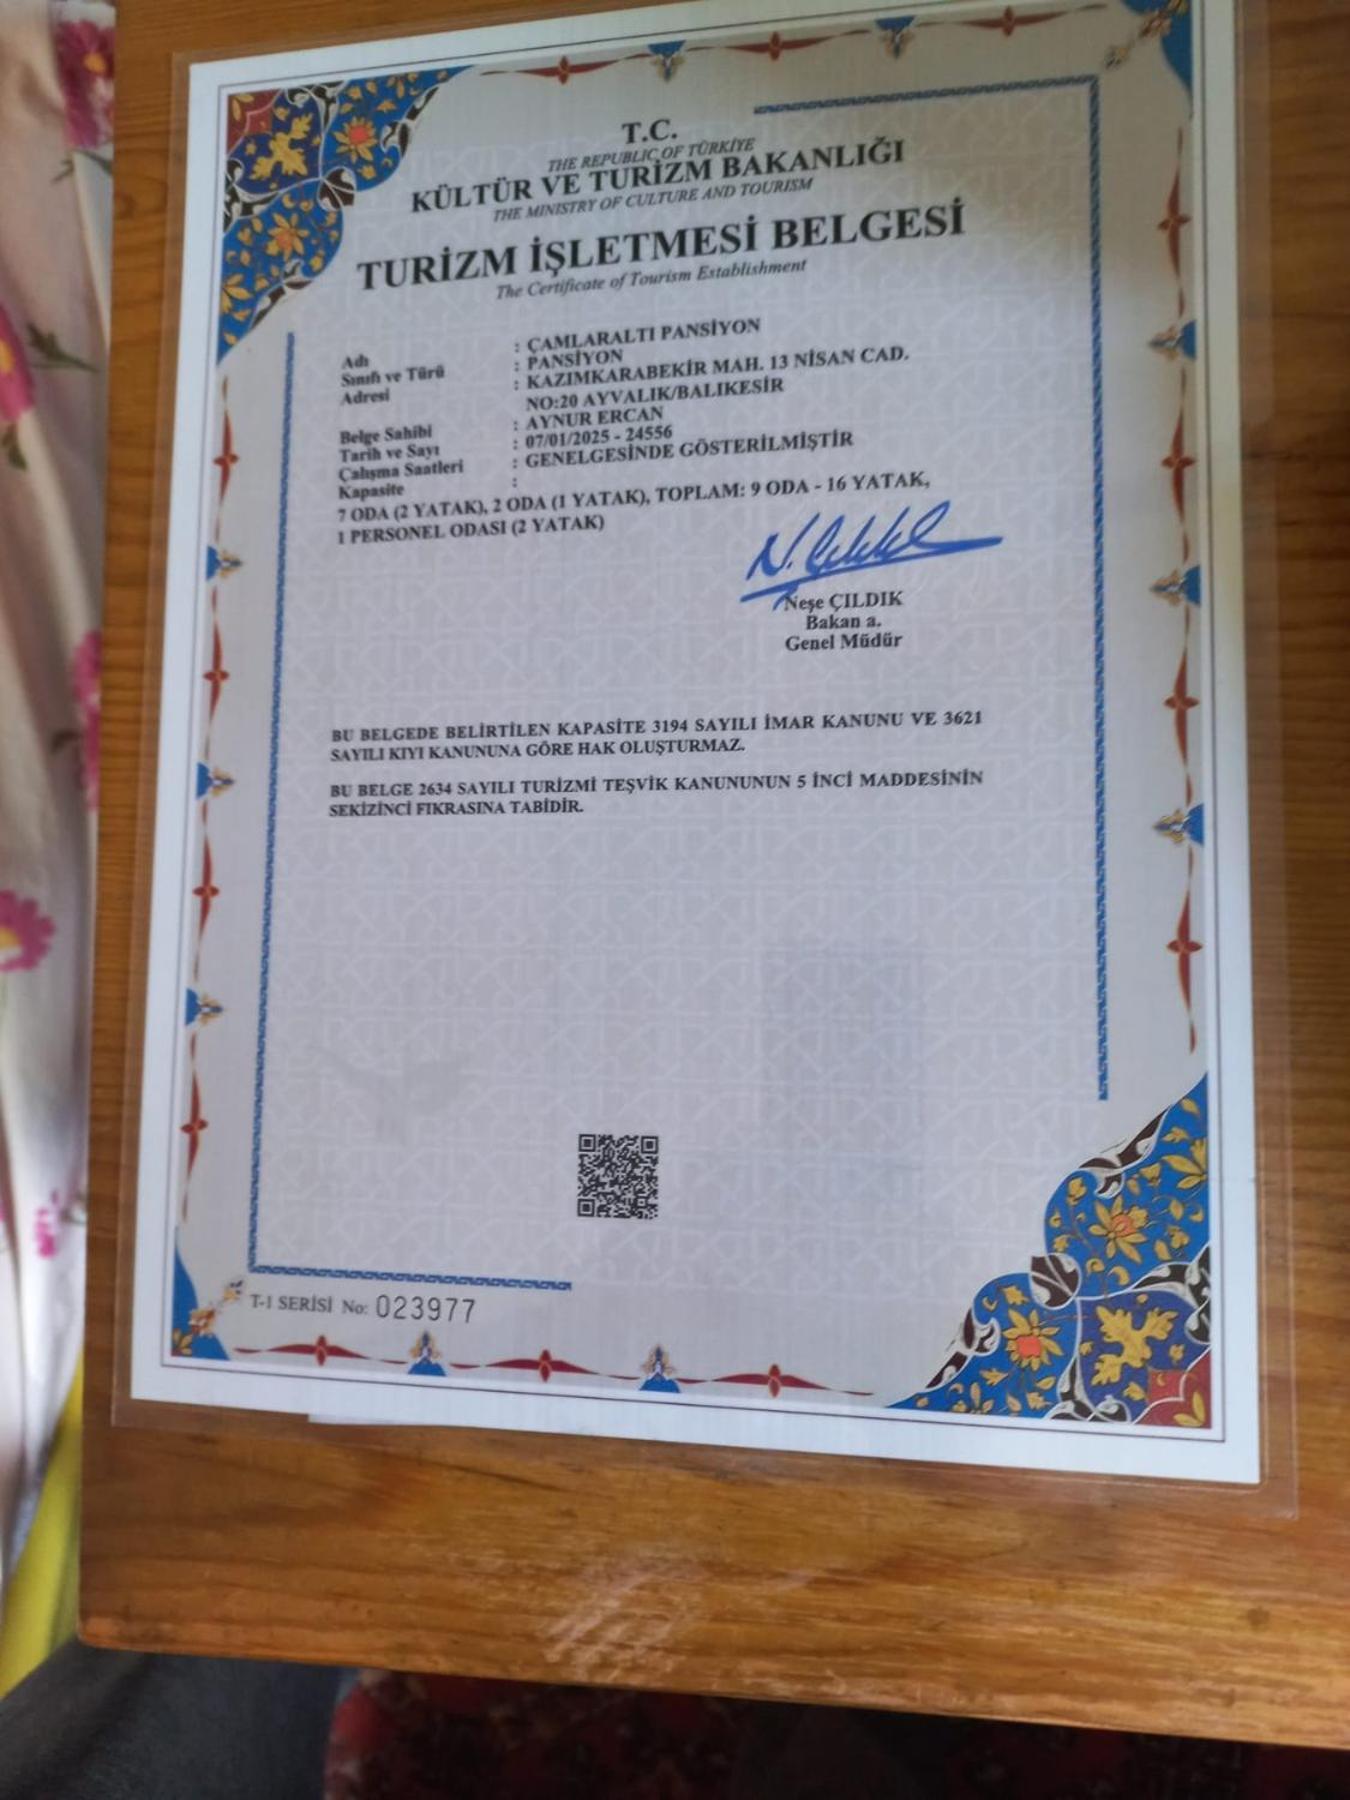 T.C.
THE REPUBLIC OF TÜRKİYE
KÜLTÜR VE TURİZM BAKANLIĞI
THE MINISTRY OF CULTURE AND TOURISM
TURİZM İŞLETMESİ BELGESİ
The Certificate of Tourism Establishment
Adı : ÇAMLARALTI PANSİYON
Sınıfı ve Türü : PANSİYON
Adresi : KAZIMKARABEKİR MAH. 13 NİSAN CAD.
NO:20 AYVALIK/BALIKESİR
Belge Sahibi : AYNUR ERCAN
Tarih ve Sayı : 07/01/2025 - 24556
Çalışma Saatleri : GENELGESİNDE GÖSTERİLMİŞTİR
Kapasite :
7 ODA (2 YATAK), 2 ODA (1 YATAK), TOPLAM: 9 ODA - 16 YATAK,
1 PERSONEL ODASI (2 YATAK)
Neşe ÇILDIK
Bakan a.
Genel Müdür
BU BELGEDE BELİRTİLEN KAPASİTE 3194 SAYILI İMAR KANUNU VE 3621
SAYILI KIYI KANUNUNA GÖRE HAK OLUŞTURMAZ.
BU BELGE 2634 SAYILI TURİZMİ TEŞVİK KANUNUNUN 5 İNCİ MADDESİNİN
SEKİZİNCİ FIKRASINA TABİDİR.
T-1 SERİSİ No: 023977